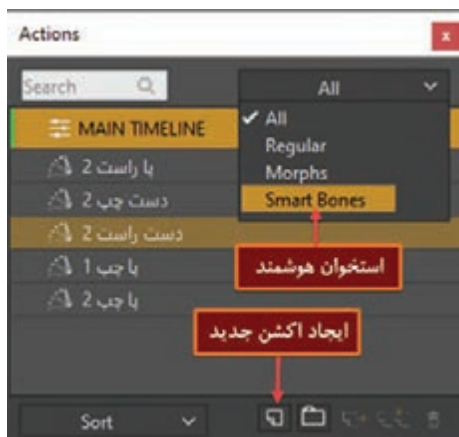 Actions
Search
All
MAIN TIMELINE
All
Regular
Morphs
Smart Bones
پا راست 2
دست چپ 2
دست راست 2
پا چپ 1
پا چپ 2
استخوان هوشمند
ایجاد اکشن جدید
Sort